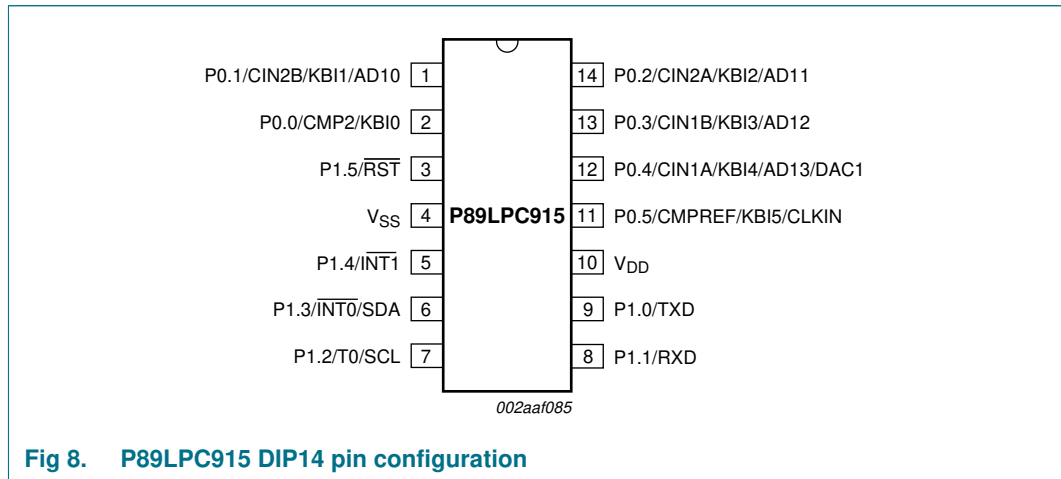 P0.1/CIN2B/KBI1/AD10 1 14 P0.2/CIN2A/KBI2/AD11
P0.0/CMP2/KBI0 2 13 P0.3/CIN1B/KBI3/AD12
P1.5/R̅S̅T̅ 3 12 P0.4/CIN1A/KBI4/AD13/DAC1
VSS 4 P89LPC915 11 P0.5/CMPREF/KBI5/CLKIN
P1.4/I̅N̅T̅1̅ 5 10 VDD
P1.3/I̅N̅T̅0̅/SDA 6 9 P1.0/TXD
P1.2/T0/SCL 7 8 P1.1/RXD
002aaf085
Fig 8. P89LPC915 DIP14 pin configuration